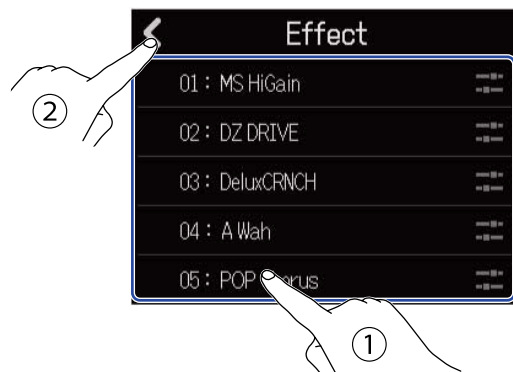 Effect
01 : MS HiGain
02 : DZ DRIVE
②
03 : DeluxCRNCH
04 : A Wah
05 : POP
①